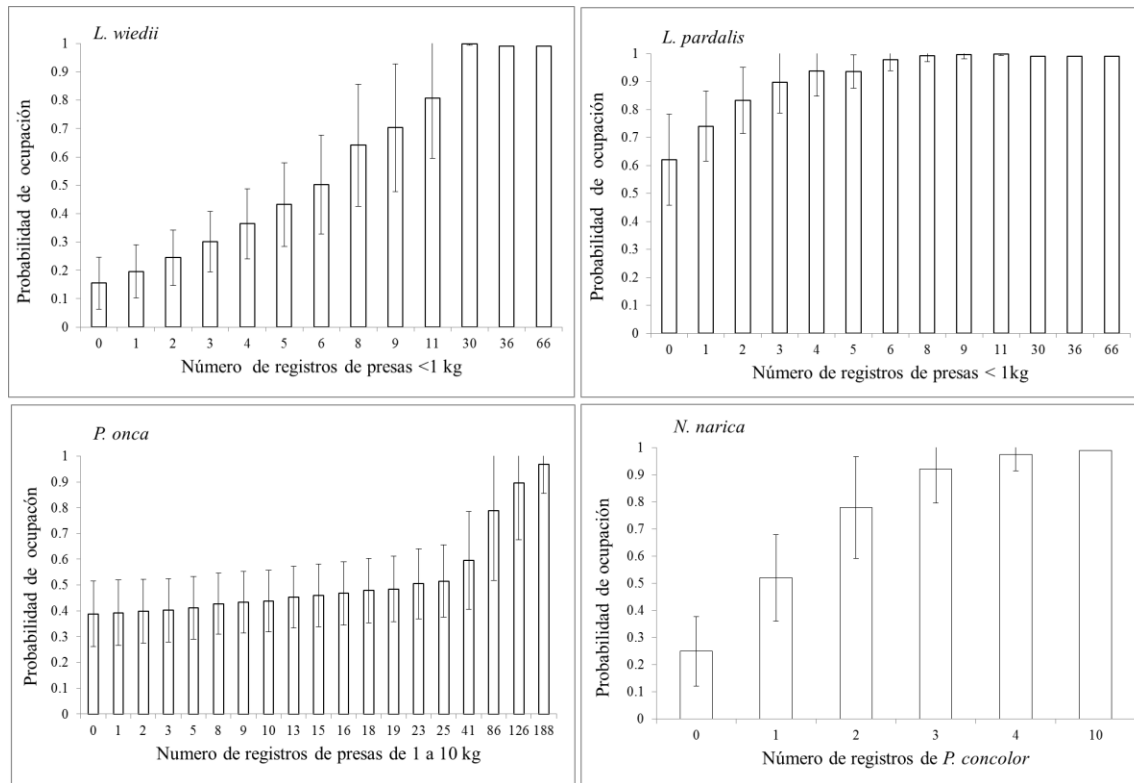 L. wiedii
Probabilidad de ocupación
1
0.9
0.8
0.7
0.6
0.5
0.4
0.3
0.2
0.1
0
0 1 2 3 4 5 6 8 9 11 30 36 66
Número de registros de presas <1 kg
L. pardalis
Probabilidad de ocupación
1
0.9
0.8
0.7
0.6
0.5
0.4
0.3
0.2
0.1
0
0 1 2 3 4 5 6 8 9 11 30 36 66
Número de registros de presas < 1kg
P. onca
Probabilidad de ocupacón
1
0.9
0.8
0.7
0.6
0.5
0.4
0.3
0.2
0.1
0
0 1 2 3 5 8 9 10 13 15 16 18 19 23 25 41 86 126 188
Numero de registros de presas de 1 a 10 kg
N. narica
Probabilidad de ocupación
1
0.9
0.8
0.7
0.6
0.5
0.4
0.3
0.2
0.1
0
0 1 2 3 4 10
Número de registros de P. concolor